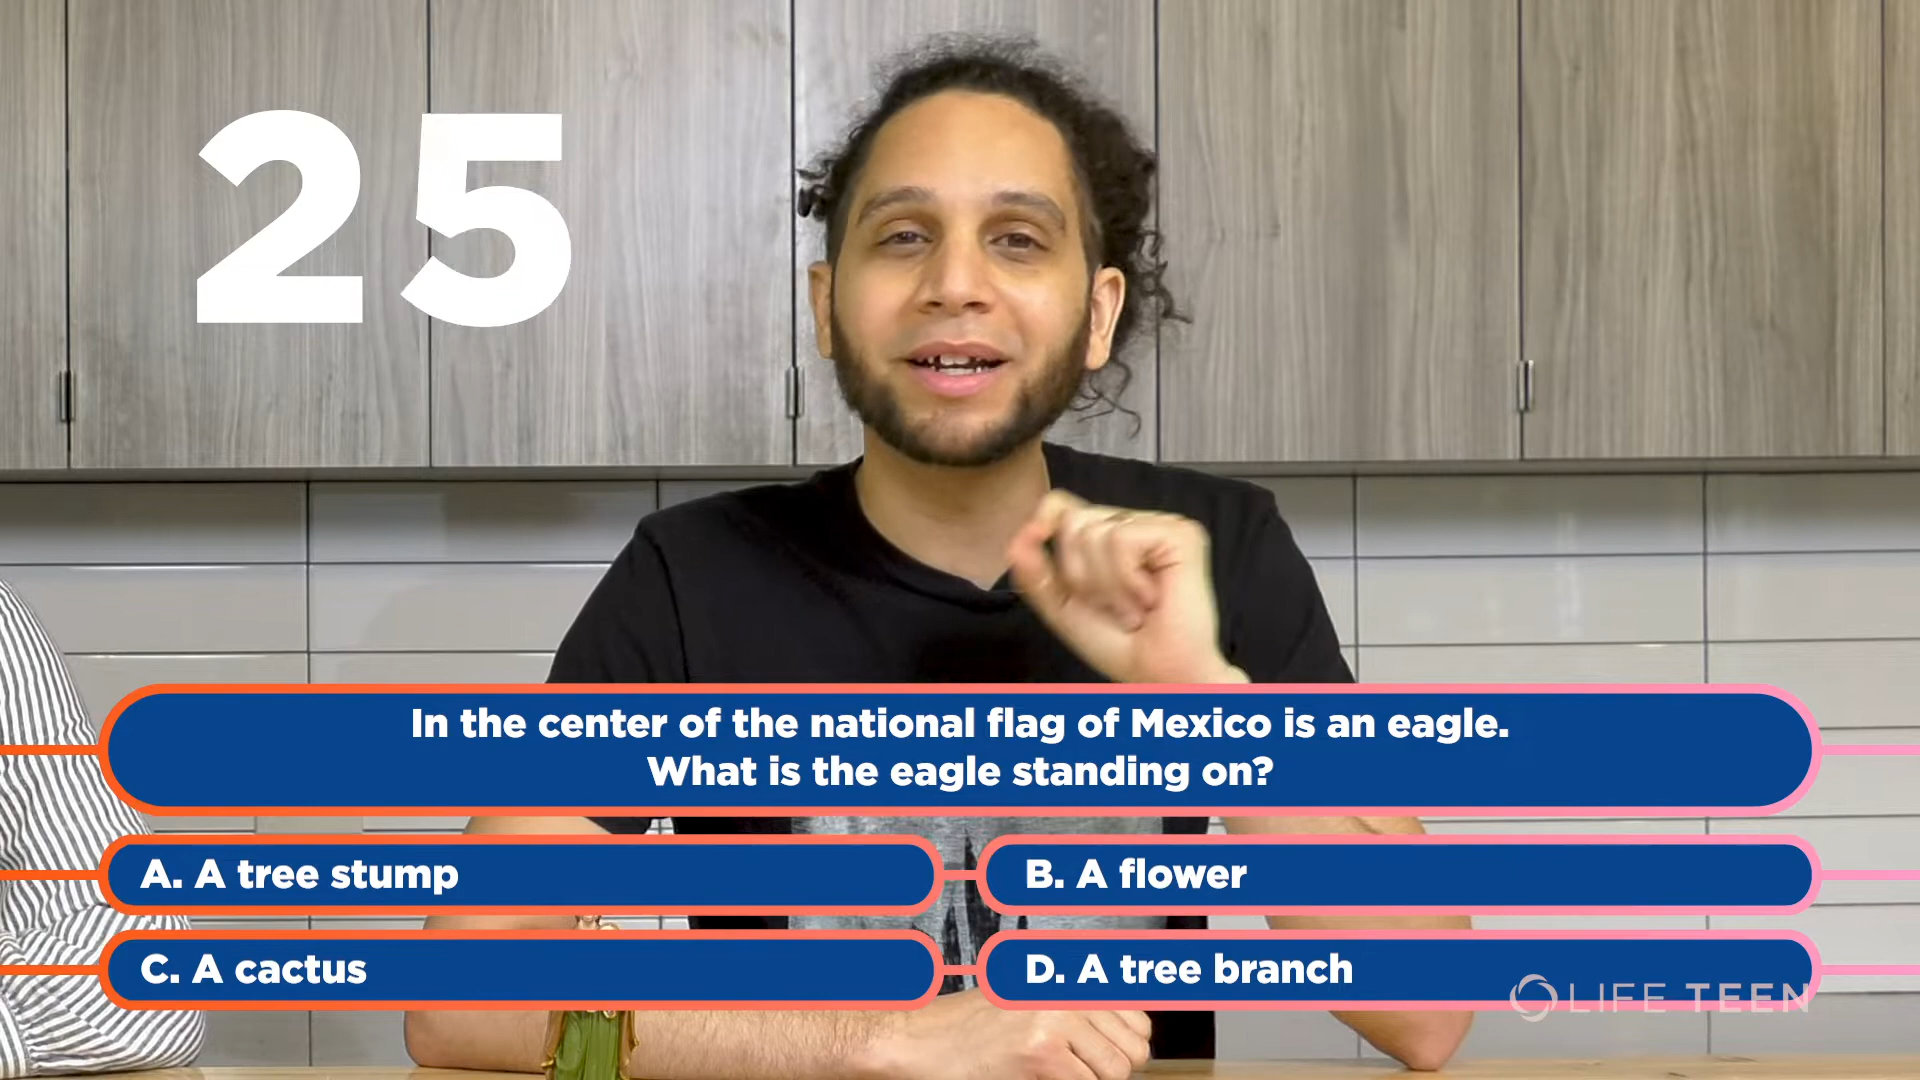 25
In the center of the national flag of Mexico is an eagle.
What is the eagle standing on?
A. A tree stump
B. A flower
C. A cactus
D. A tree branch
LIFE TEEN